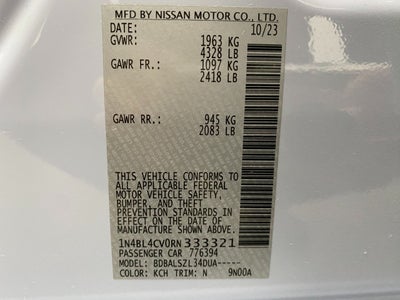 MFD BY NISSAN MOTOR CO., LTD.
DATE: 10/23
GVWR: 1963 KG
4328 LB
GAWR FR.: 1097 KG
2418 LB
GAWR RR.: 945 KG
2083 LB
THIS VEHICLE CONFORMS TO
ALL APPLICABLE FEDERAL
MOTOR VEHICLE SAFETY,
BUMPER, AND THEFT
PREVENTION STANDARDS IN
EFFECT ON THE DATE OF
MANUFACTURE SHOWN ABOVE.
1N4BL4CV0RN333321
PASSENGER CAR 776394
MODEL: BDBALSZL34DUA-----
COLOR: KCH TRIM: N 9N00A